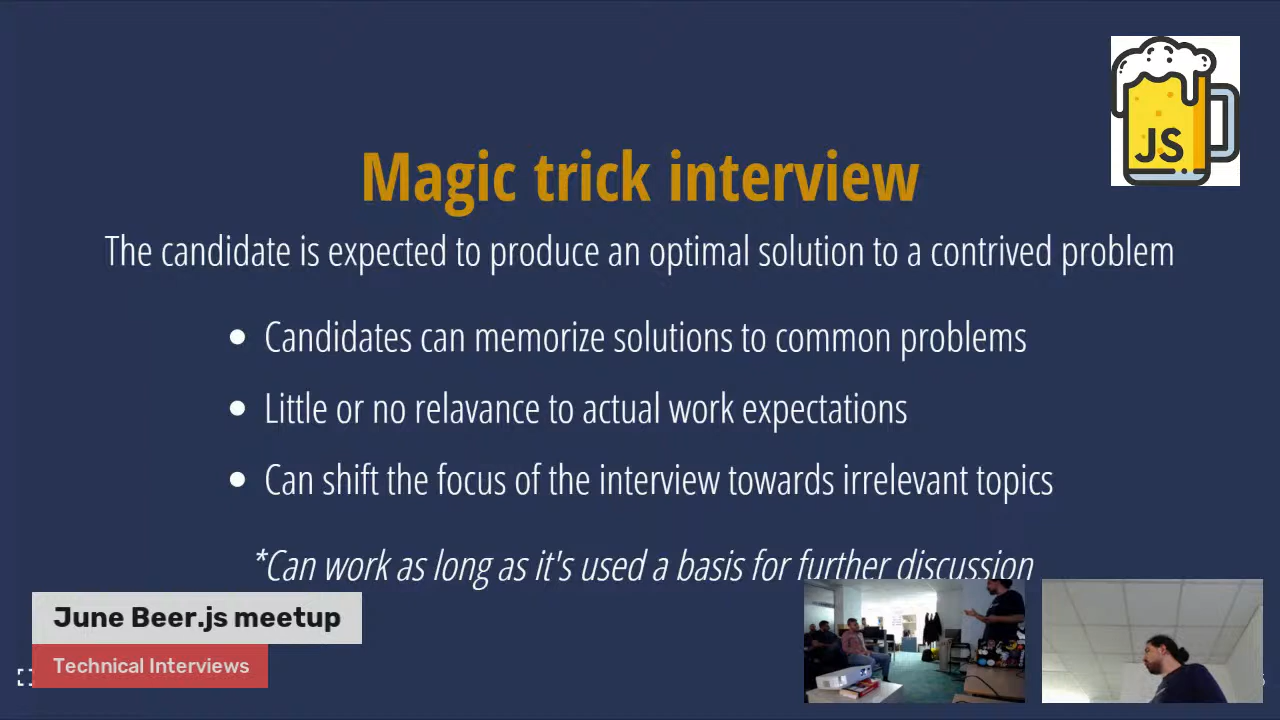 JS
Magic trick interview
The candidate is expected to produce an optimal solution to a contrived problem
Candidates can memorize solutions to common problems
Little or no relavance to actual work expectations
Can shift the focus of the interview towards irrelevant topics
*Can work as long as it's used a basis for further discussion
June Beer.js meetup
Technical Interviews